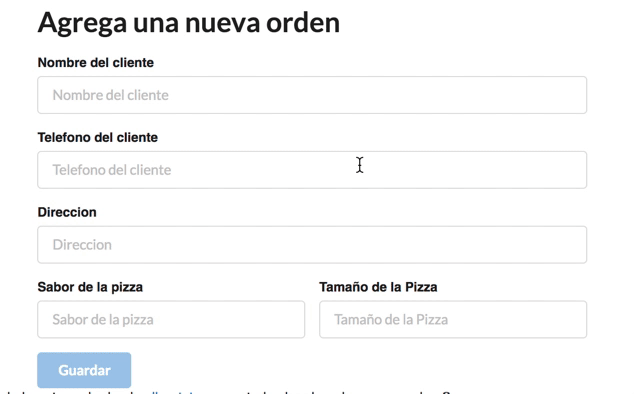 Agrega una nueva orden
Nombre del cliente
Nombre del cliente
Telefono del cliente
Telefono del cliente
Direccion
Direccion
Sabor de la pizza
Tamaño de la Pizza
Sabor de la pizza
Tamaño de la Pizza
Guardar